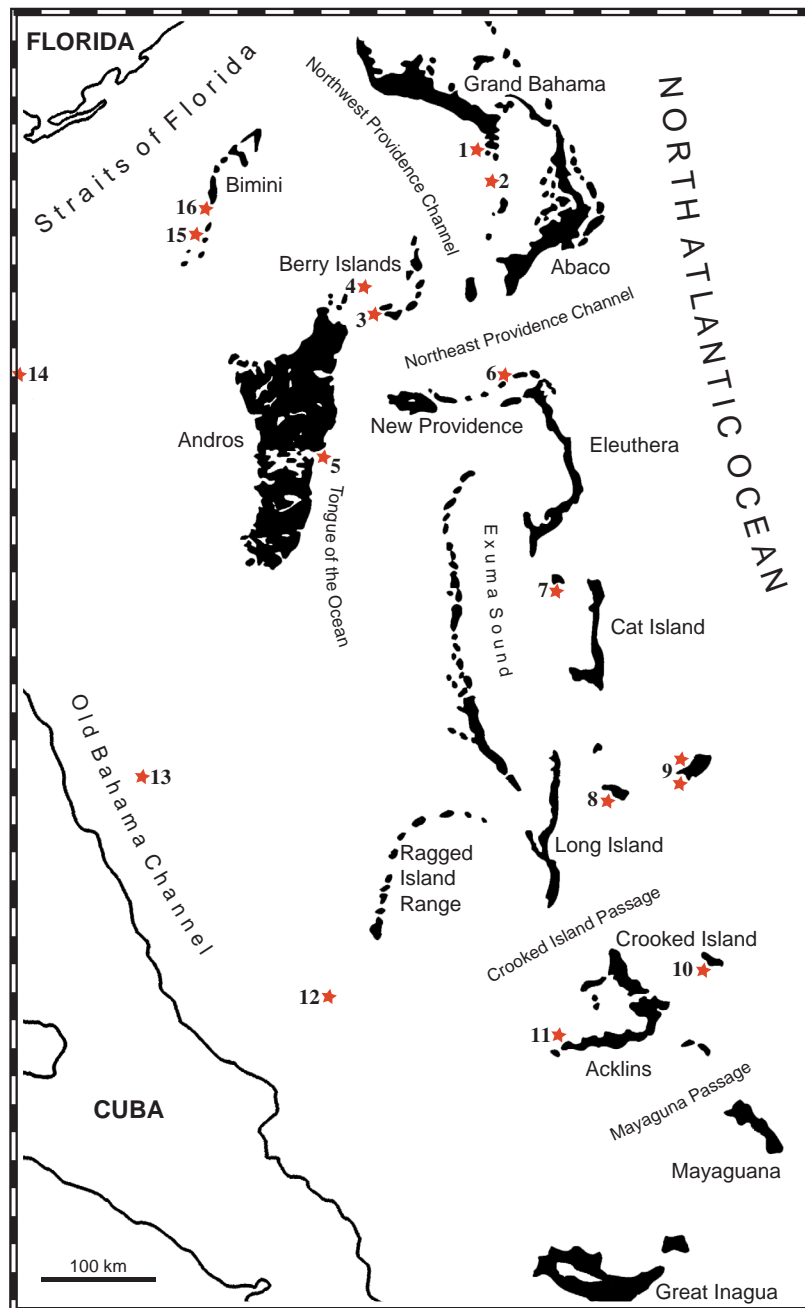 FLORIDA
Straits of Florida
Northwest Providence Channel
Grand Bahama
NORTH ATLANTIC OCEAN
1
2
Bimini
16
15
Berry Islands
Abaco
4
3
Northeast Providence Channel
14
6
New Providence
Andros
Eleuthera
5
Tongue of the Ocean
Exuma Sound
7
Cat Island
Old Bahama Channel
13
9
8
Long Island
Ragged
Island
Range
Crooked Island Passage
Crooked Island
10
12
11
Acklins
Mayaguna Passage
CUBA
Mayaguana
100 km
Great Inagua